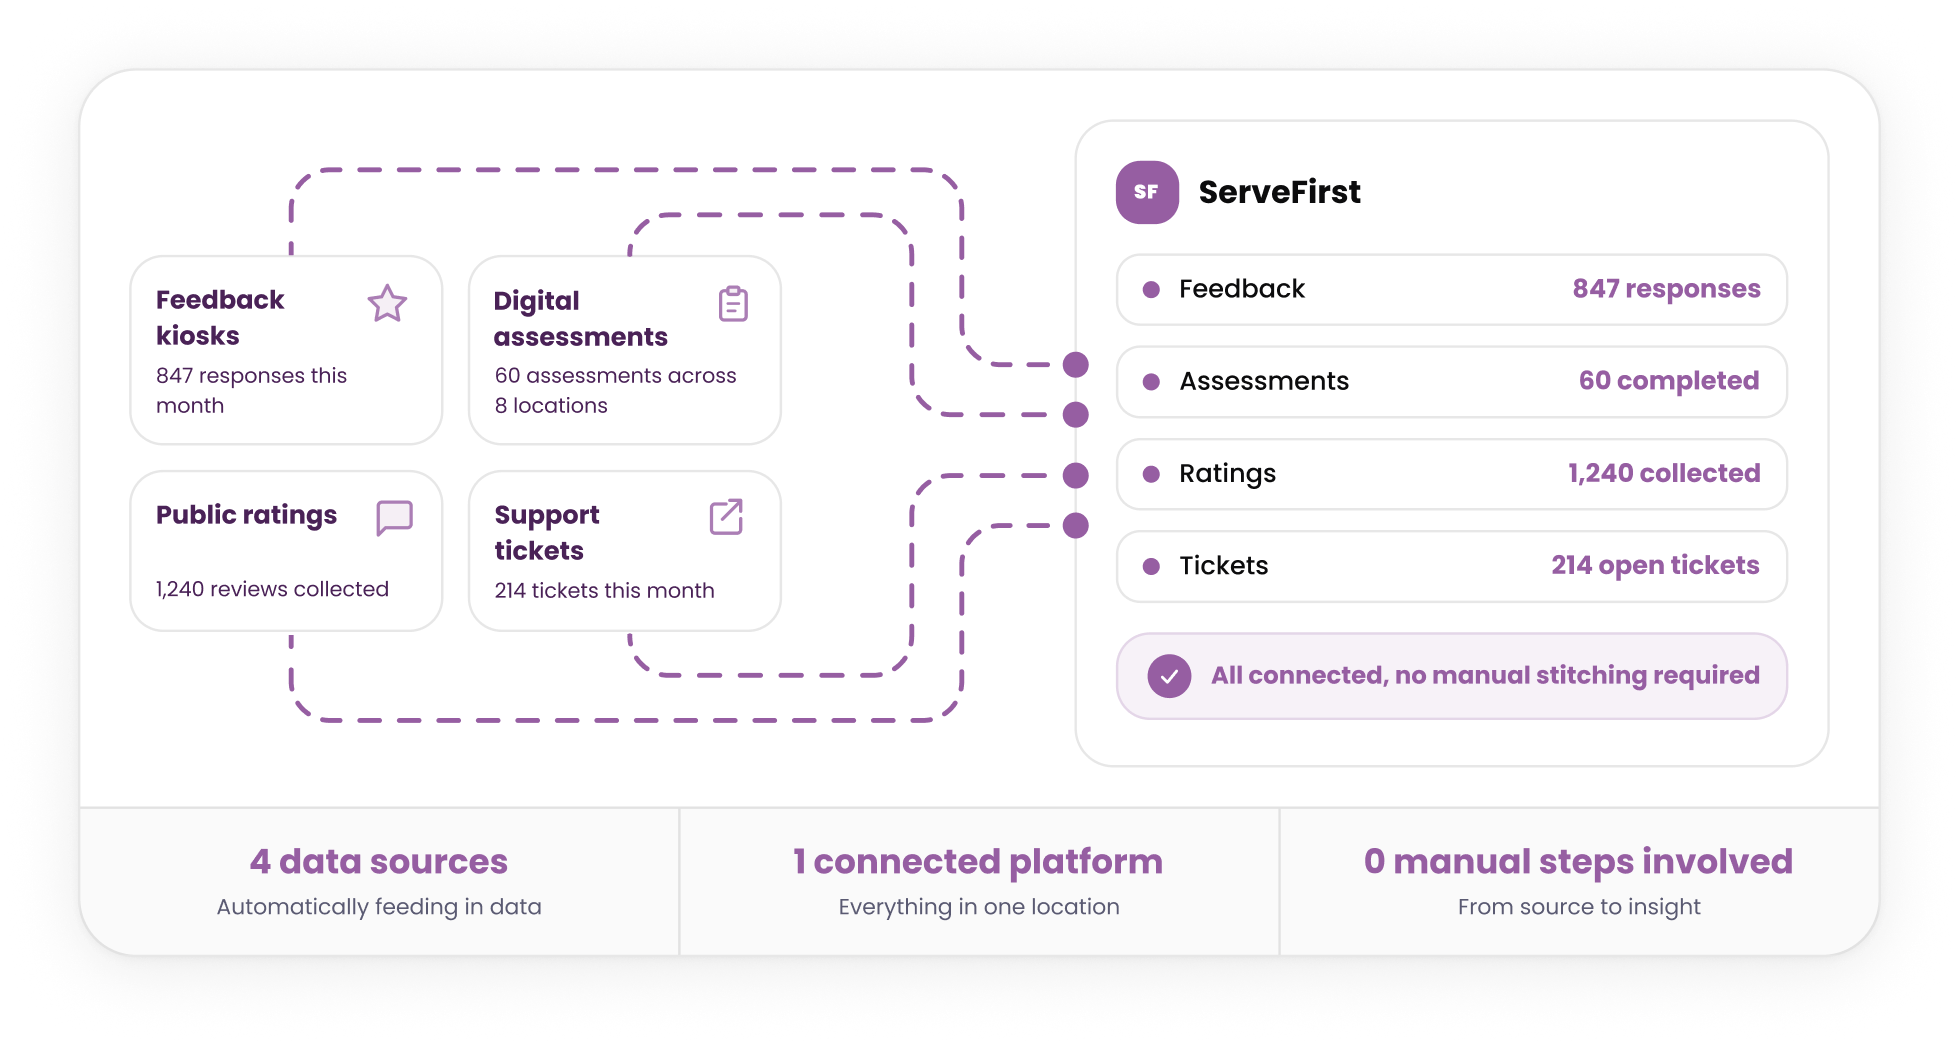 Feedback
kiosks
847 responses this
month
Digital
assessments
60 assessments across
8 locations
Public ratings
1,240 reviews collected
Support
tickets
214 tickets this month
SF
ServeFirst
Feedback 847 responses
Assessments 60 completed
Ratings 1,240 collected
Tickets 214 open tickets
All connected, no manual stitching required
4 data sources
Automatically feeding in data
1 connected platform
Everything in one location
0 manual steps involved
From source to insight